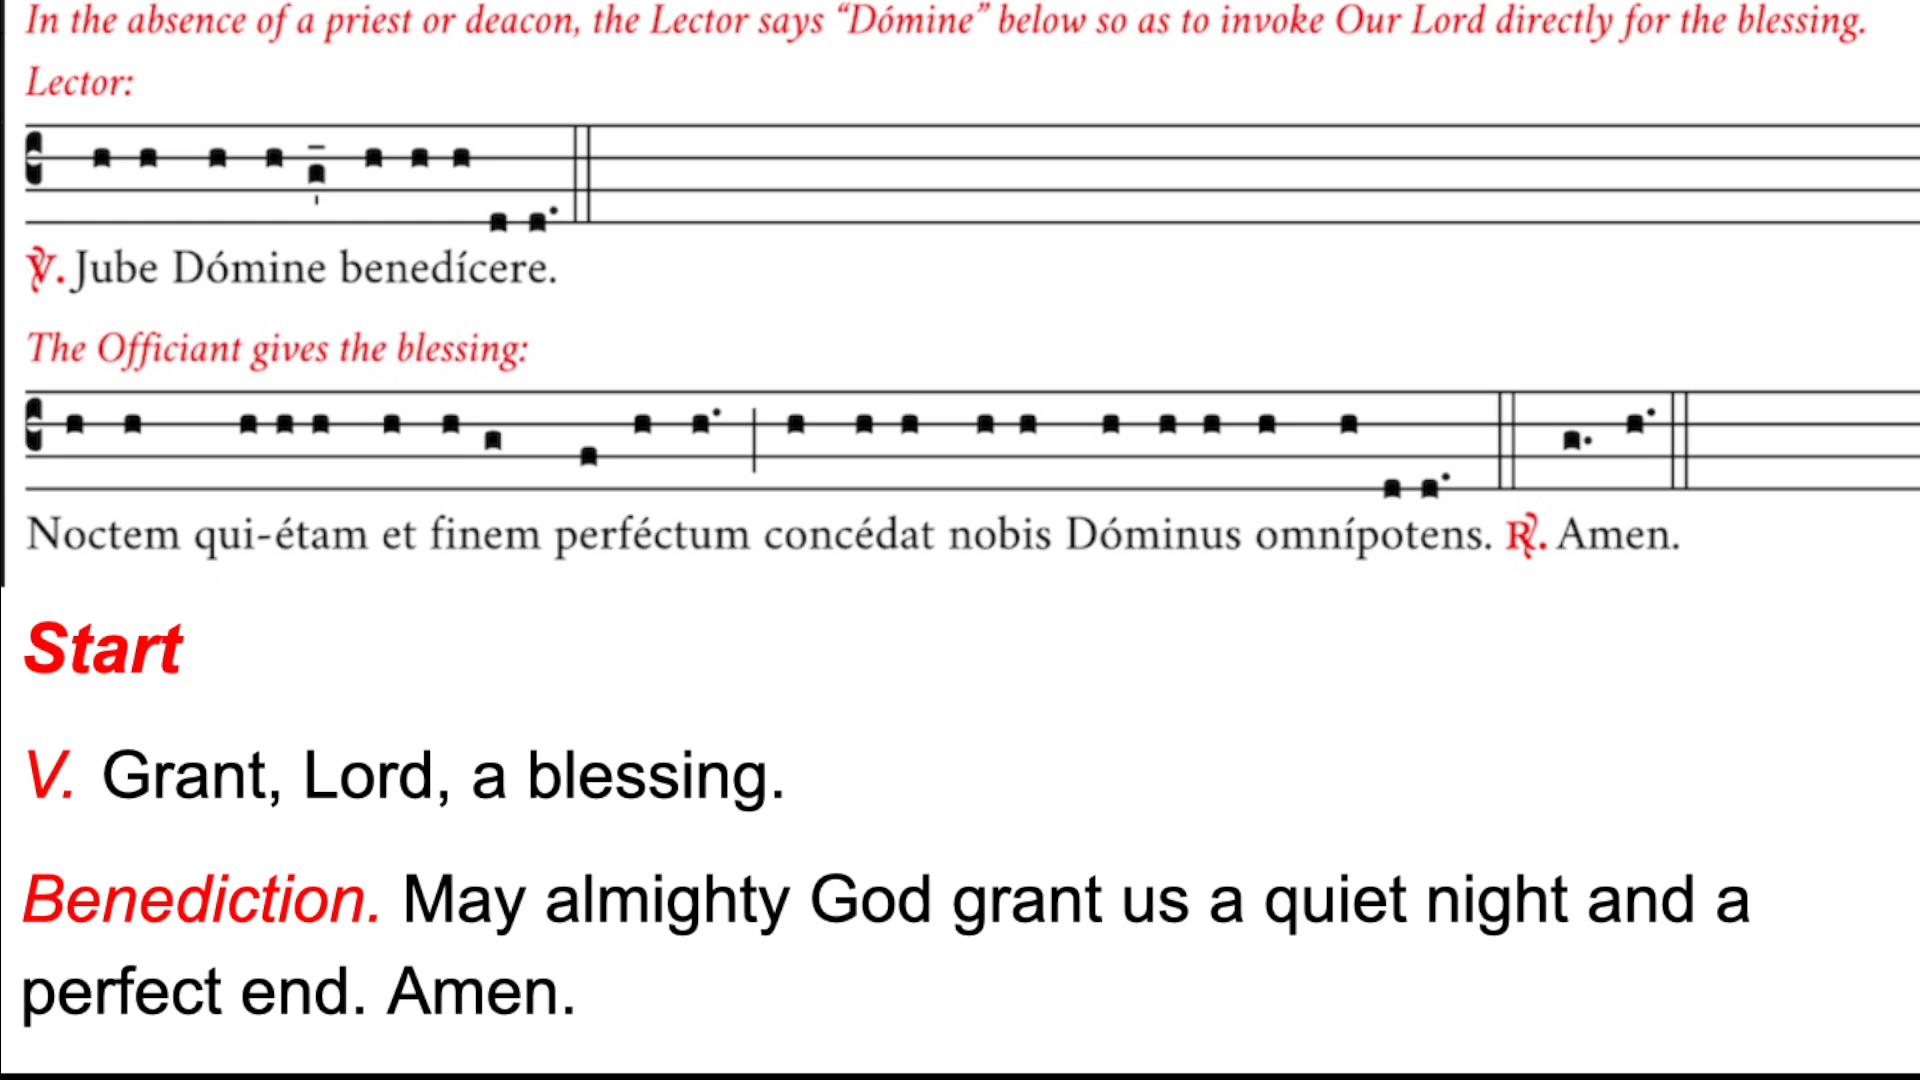 In the absence of a priest or deacon, the Lector says “Dómine” below so as to invoke Our Lord directly for the blessing.
Lector:
℣. Jube Dómine benedícere.
The Officiant gives the blessing:
Noctem qui-étam et finem perféctum concédat nobis Dóminus omnípotens. ℟. Amen.
Start
V. Grant, Lord, a blessing.
Benediction. May almighty God grant us a quiet night and a
perfect end. Amen.